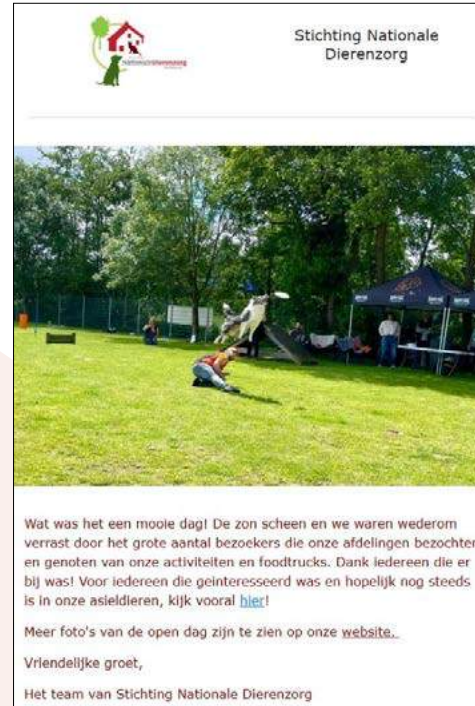 Stichting Nationale
Dierenzorg
Wat was het een mooie dag! De zon scheen en we waren wederom
verrast door het grote aantal bezoekers die onze afdelingen bezochten
en genoten van onze activiteiten en foodtrucks. Dank iedereen die er
bij was! Voor iedereen die geinteresseerd was en hopelijk nog steeds
is in onze asieldieren, kijk vooral hier!
Meer foto's van de open dag zijn te zien op onze website.
Vriendelijke groet,
Het team van Stichting Nationale Dierenzorg